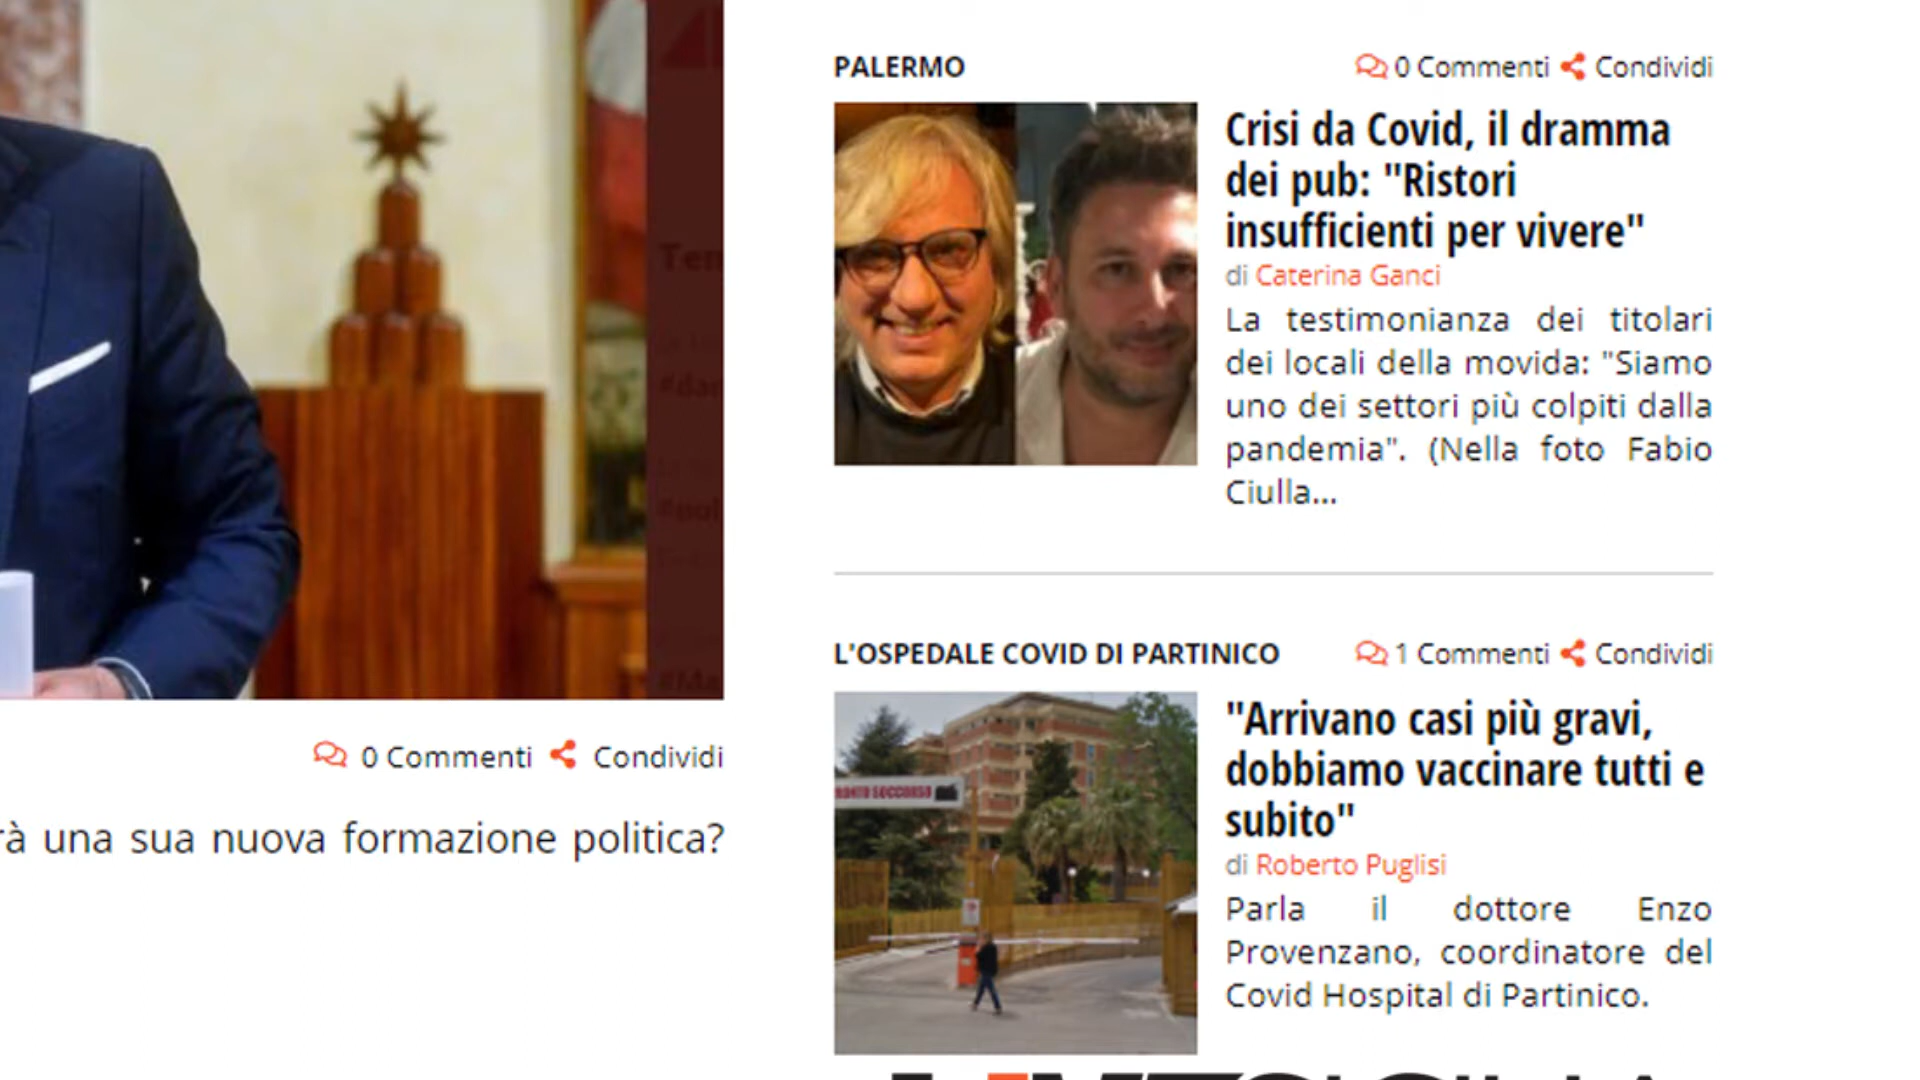 0 Commenti Condividi
rà una sua nuova formazione politica?
PALERMO
0 Commenti Condividi
Crisi da Covid, il dramma
dei pub: "Ristori
insufficienti per vivere"
di Caterina Ganci
La testimonianza dei titolari
dei locali della movida: "Siamo
uno dei settori più colpiti dalla
pandemia". (Nella foto Fabio
Ciulla...
L'OSPEDALE COVID DI PARTINICO
1 Commenti Condividi
"Arrivano casi più gravi,
dobbiamo vaccinare tutti e
subito"
di Roberto Puglisi
Parla il dottore Enzo
Provenzano, coordinatore del
Covid Hospital di Partinico.
SOCCORSO